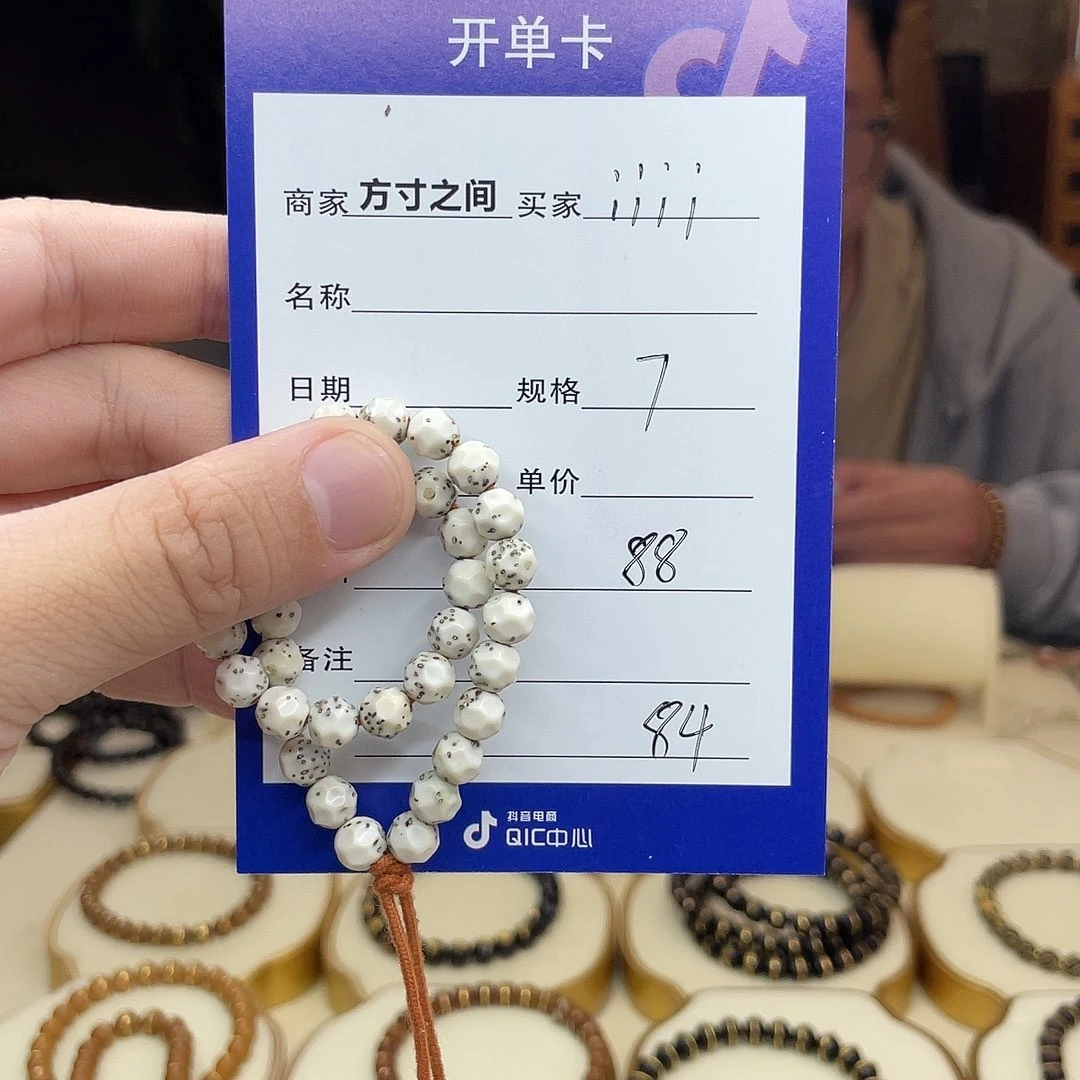 开单卡
商家 方寸之间 买家 iiii
名称
日期 规格 7
单价
88
备注
84
抖音电商
QIC中心